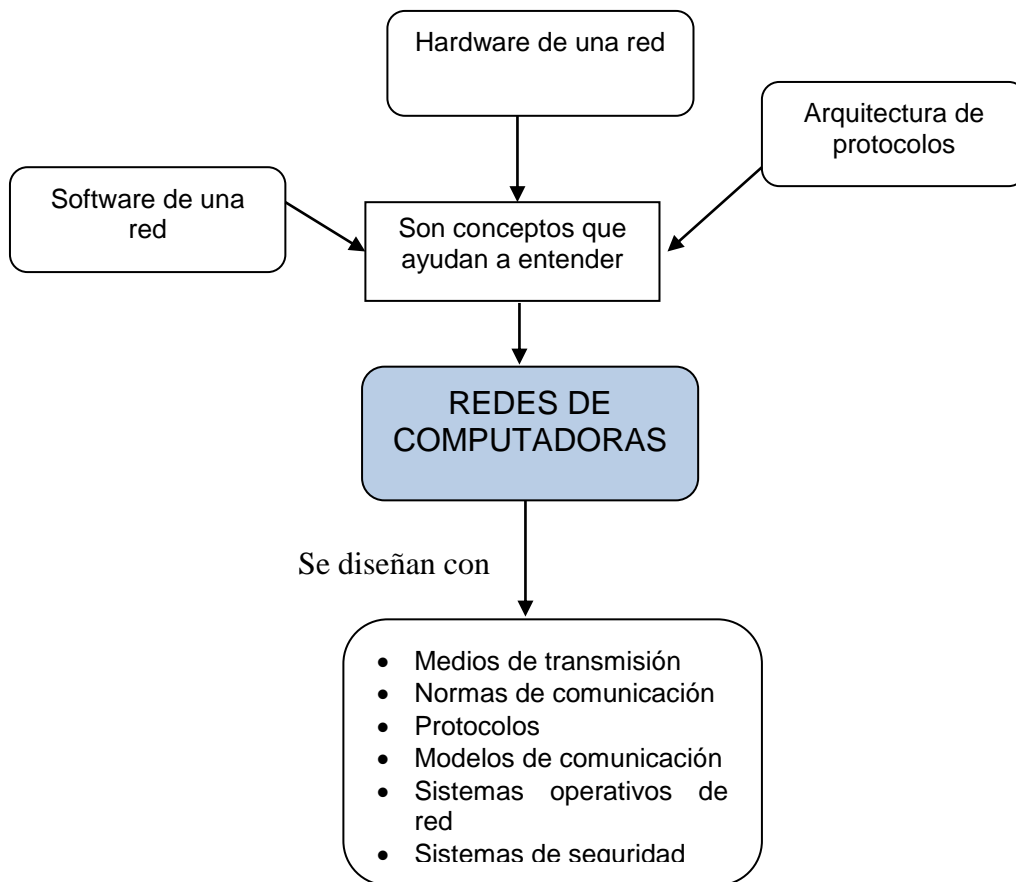 Hardware de una red
Arquitectura de
protocolos
Software de una
red
Son conceptos que
ayudan a entender
REDES DE
COMPUTADORAS
Se diseñan con
• Medios de transmisión
• Normas de comunicación
• Protocolos
• Modelos de comunicación
• Sistemas operativos de
red
• Sistemas de seguridad